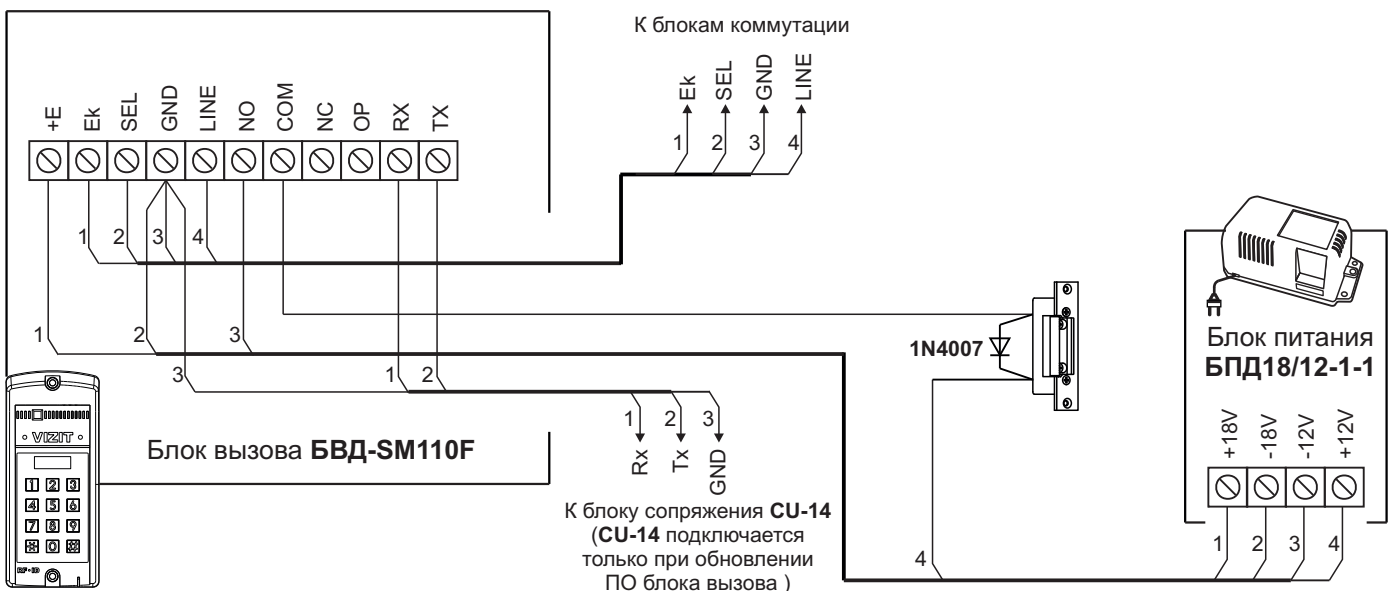 К блокам коммутации
Ek
SEL
GND
LINE
1
2
3
4
+E
Ek
SEL
GND
LINE
NO
COM
NC
OP
RX
TX
1
2
3
4
1
2
3
3
1
2
1
2
3
Rx
Tx
GND
VIZIT
1 2 3
4 5 6
7 8 9
0
RF-ID
Блок вызова БВД-SM110F
К блоку сопряжения CU-14
(CU-14 подключается
только при обновлении
ПО блока вызова )
1N4007
4
Блок питания
БПД18/12-1-1
+18V
-18V
-12V
+12V
1
2
3
4